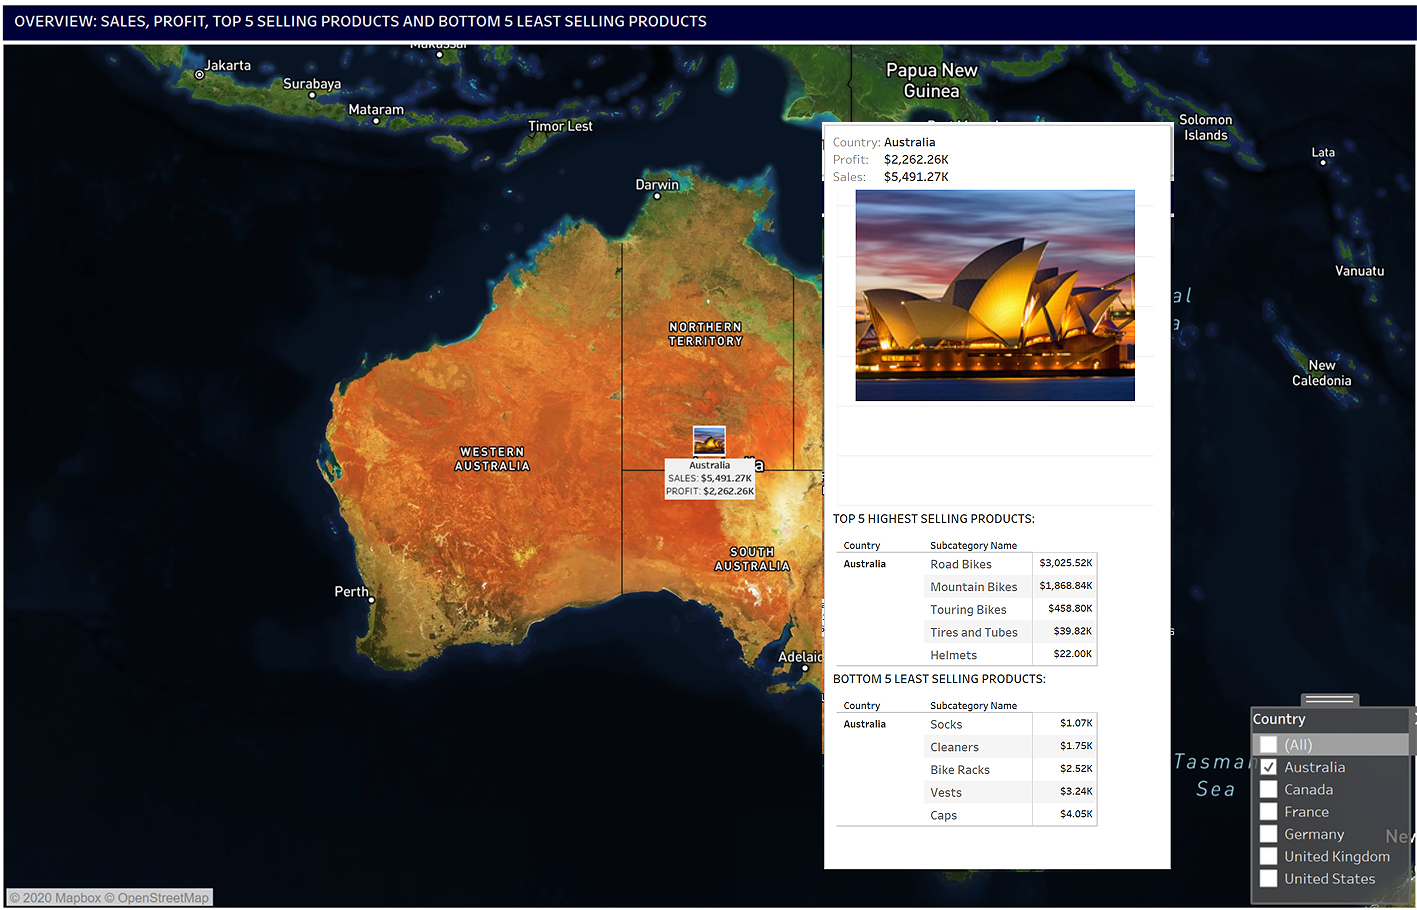 OVERVIEW: SALES, PROFIT, TOP 5 SELLING PRODUCTS AND BOTTOM 5 LEAST SELLING PRODUCTS
Makassar
Jakarta
Surabaya
Mataram
Timor Lest
Papua New
Guinea
Solomon
Islands
Lata
Darwin
Vanuatu
New
Caledonia
NORTHERN
TERRITORY
WESTERN
AUSTRALIA
SOUTH
AUSTRALIA
Perth
Adelaid
Australia
SALES: $5,491.27K
PROFIT: $2,262.26K
Country: Australia
Profit: $2,262.26K
Sales: $5,491.27K
TOP 5 HIGHEST SELLING PRODUCTS:
Country Subcategory Name
Australia Road Bikes $3,025.52K
Mountain Bikes $1,868.84K
Touring Bikes $458.80K
Tires and Tubes $39.82K
Helmets $22.00K
BOTTOM 5 LEAST SELLING PRODUCTS:
Country Subcategory Name
Australia Socks $1.07K
Cleaners $1.75K
Bike Racks $2.52K
Vests $3.24K
Caps $4.05K
Tasman
Sea
Country
(All)
Australia
Canada
France
Germany
United Kingdom
United States
New
© 2020 Mapbox © OpenStreetMap